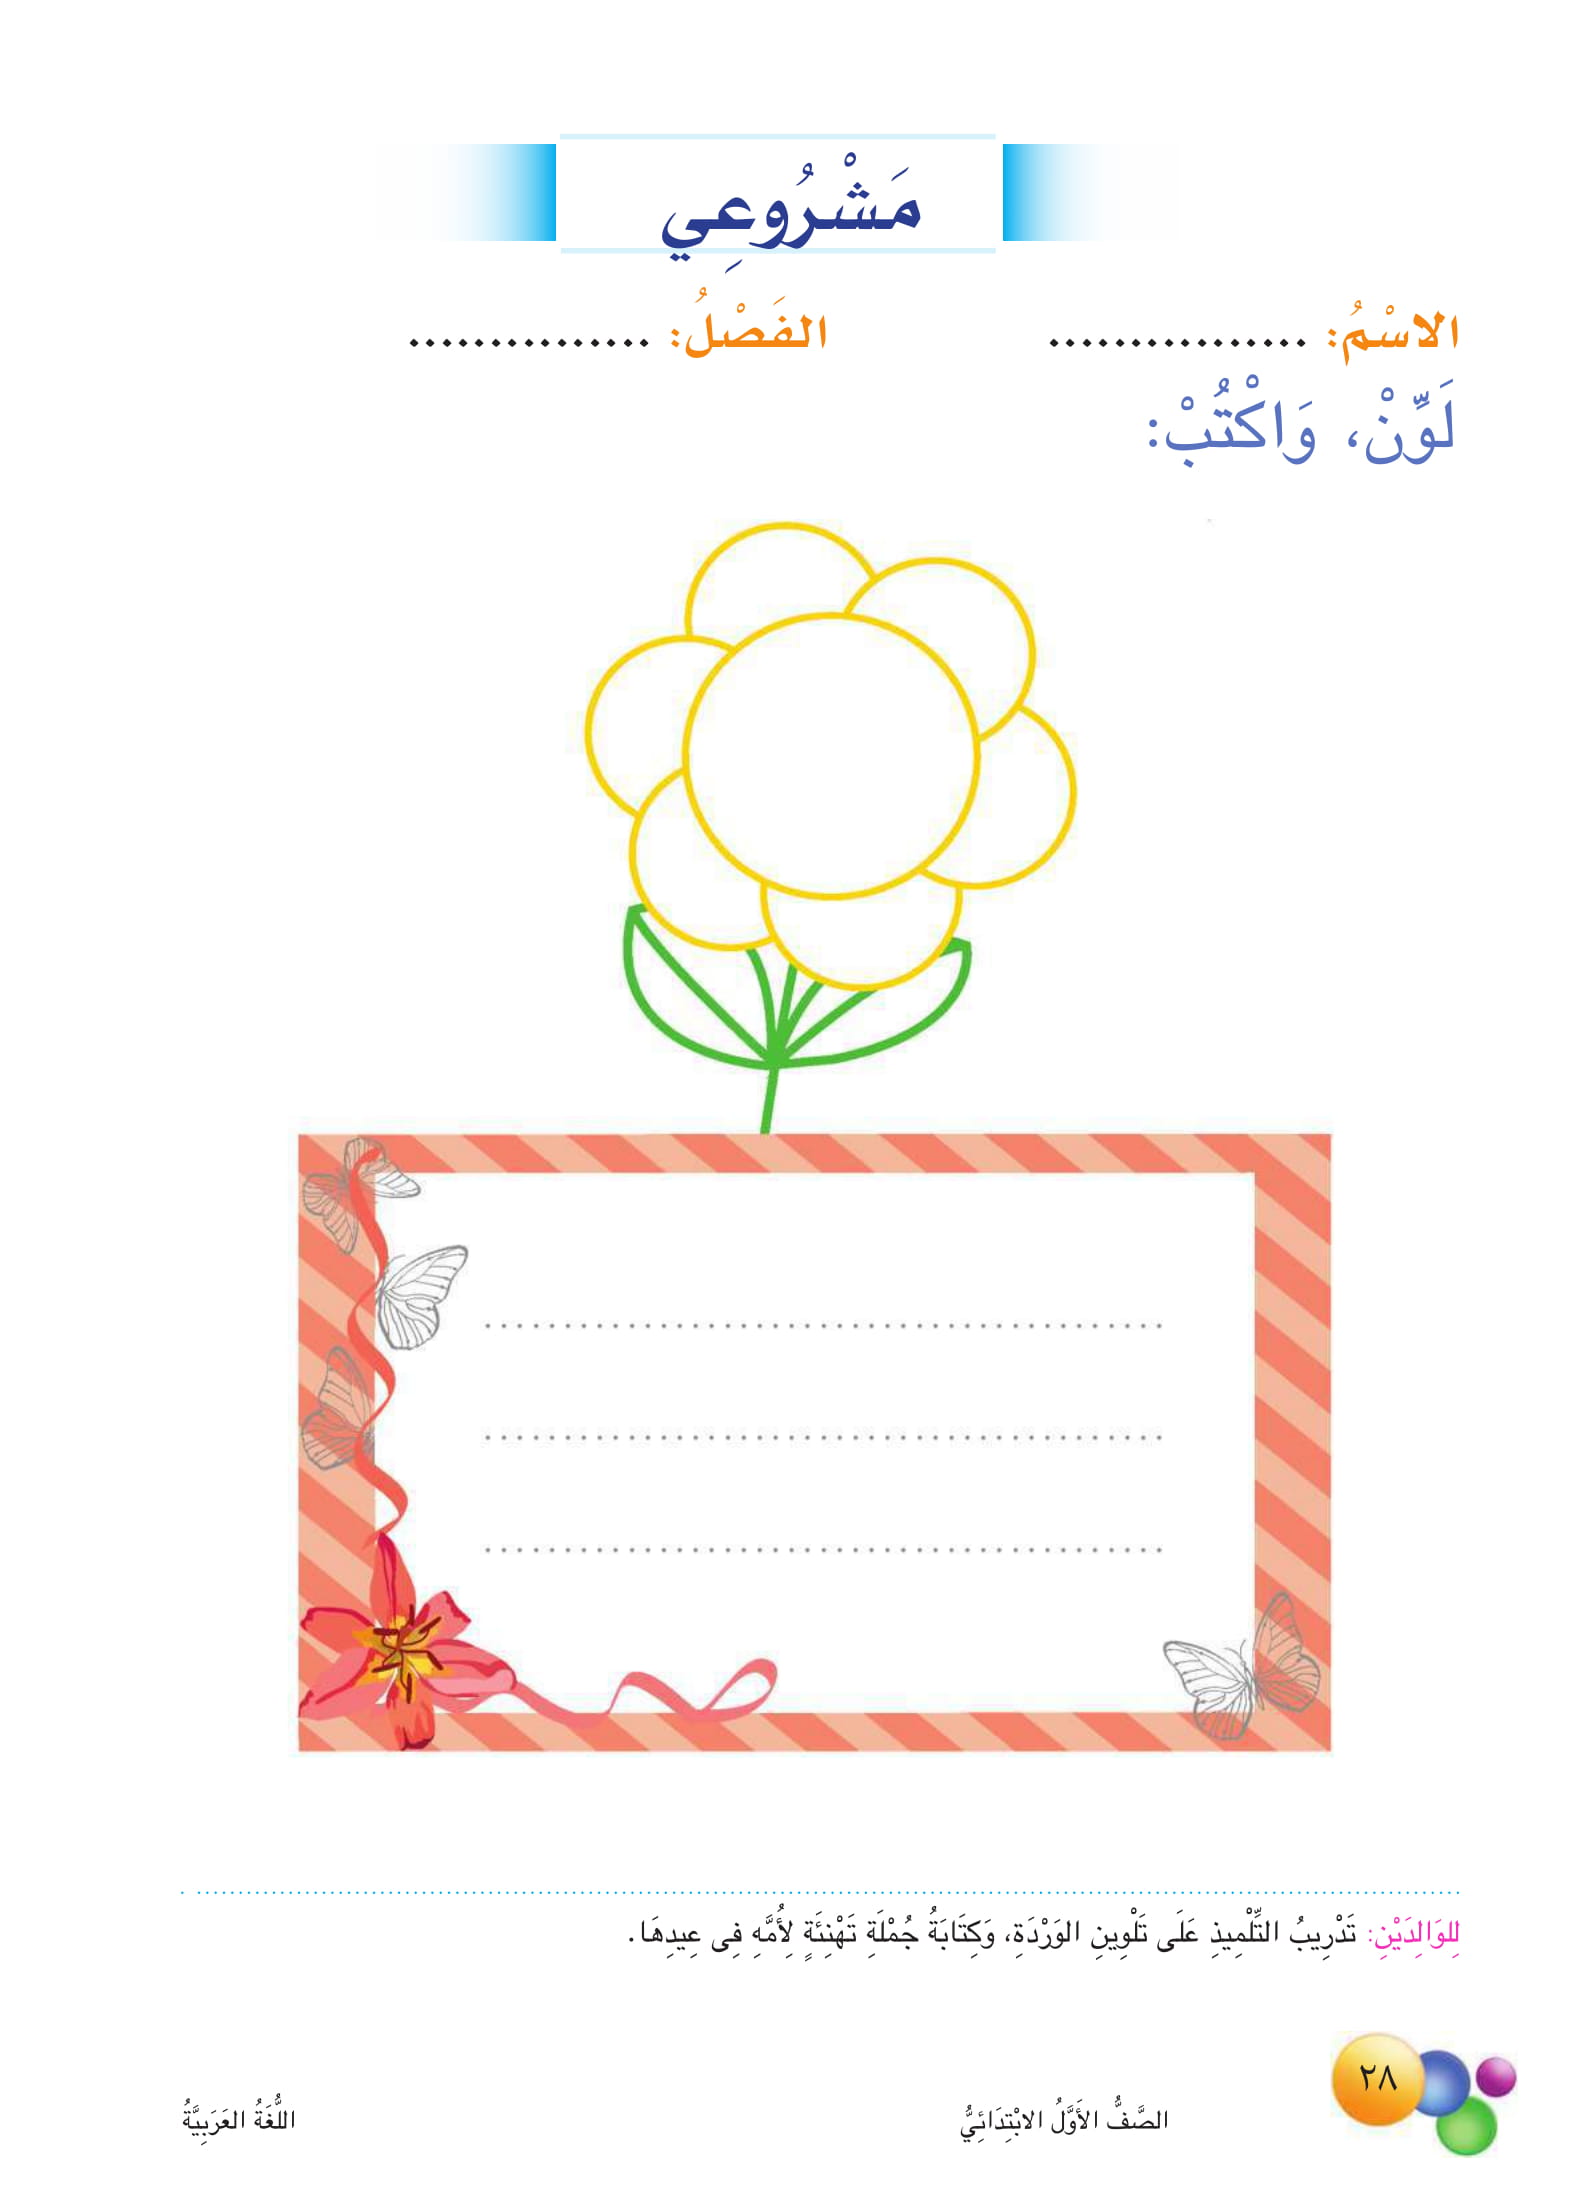 مَشْرُوعِي
الاسْمُ: ................ الفَصْلُ: ...............
لَوِّنْ، وَاكْتُبْ:
لِلوَالِدَيْنِ: تَدْرِيبُ التِّلْمِيذِ عَلَى تَلْوِينِ الوَرْدَةِ، وَكِتَابَةُ جُمْلَةِ تَهْنِئَةٍ لِأُمَّهِ فِى عِيدِهَا.
٢٨
الصَّفُّ الأَوَّلُ الابْتِدَائِيُّ
اللُّغَةُ العَرَبِيَّةُ